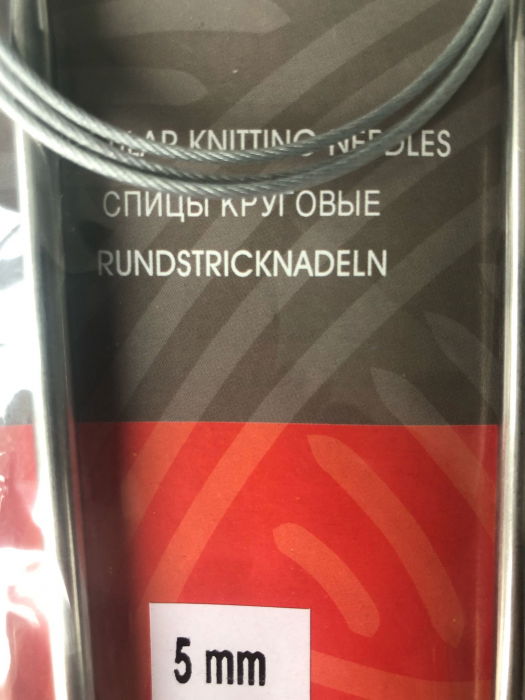 KNITTING NEEDLES
СПИЦЫ КРУГОВЫЕ
RUNDSTRICKNADELN
5 mm